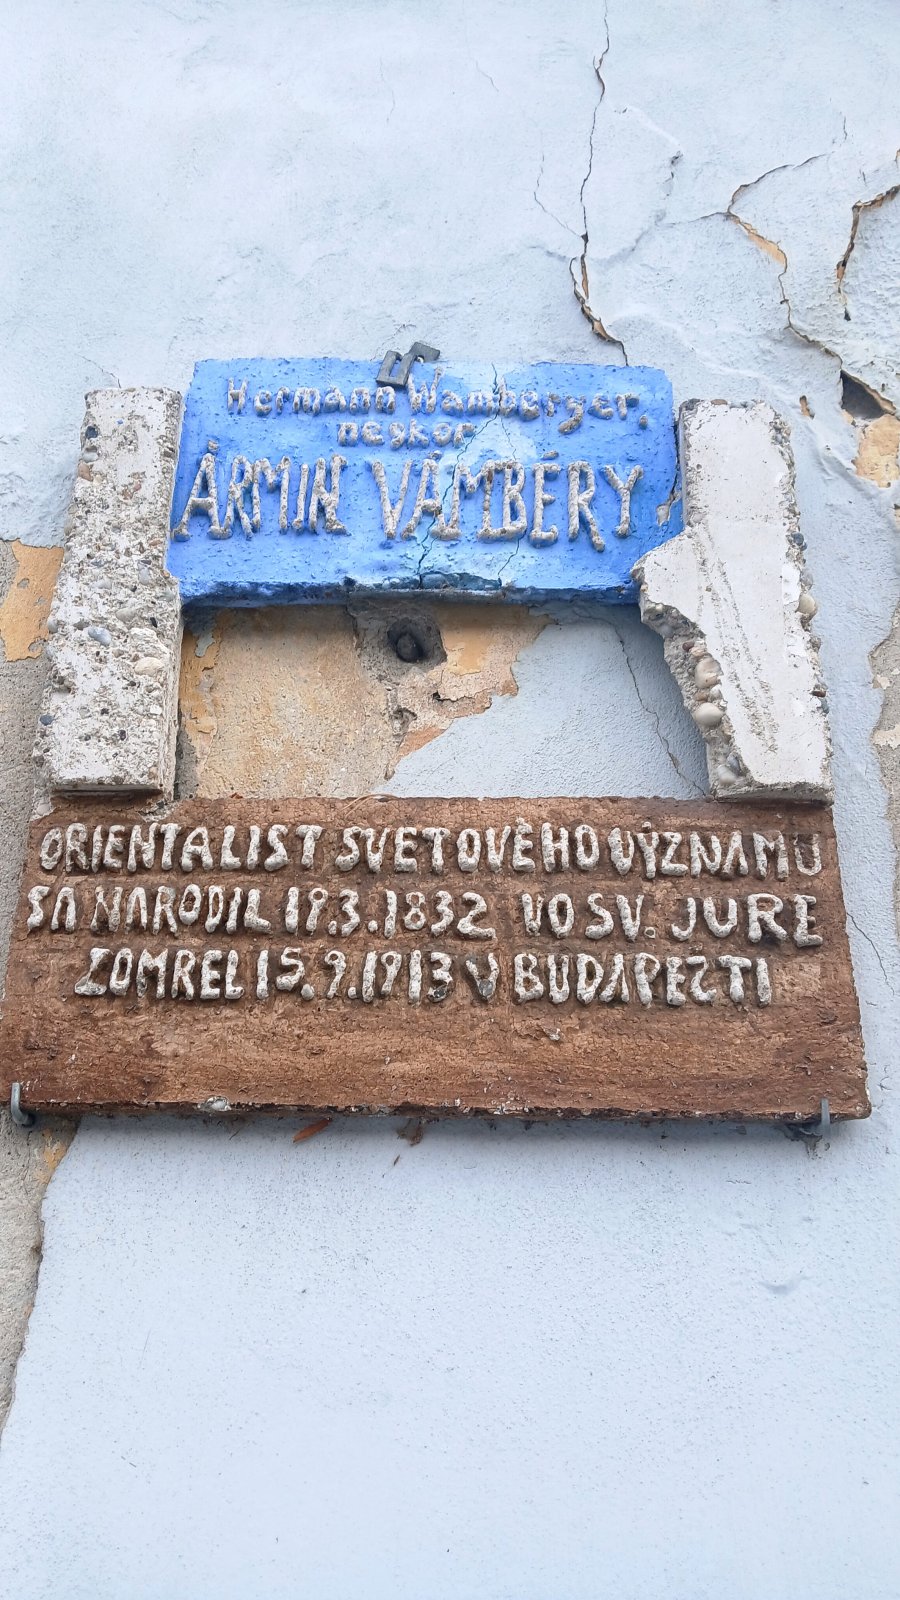 Hermann Wamberger,
neskôr
ÁRMIN VÁMBÉRY
ORIENTALIST SVETOVÉHO VÝZNAMU
SA NARODIL 19.3.1832 VO SV. JURE
ZOMREL 15.9.1913 V BUDAPEŠTI